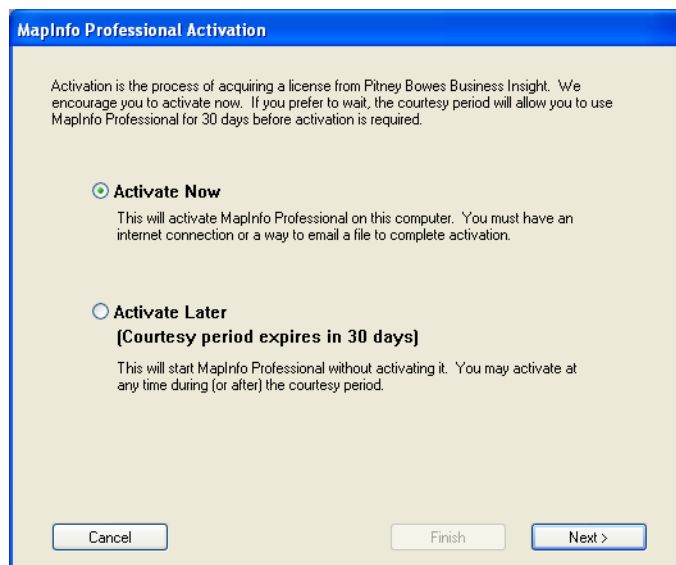 MapInfo Professional Activation
Activation is the process of acquiring a license from Pitney Bowes Business Insight. We
encourage you to activate now. If you prefer to wait, the courtesy period will allow you to use
MapInfo Professional for 30 days before activation is required.
Activate Now
This will activate MapInfo Professional on this computer. You must have an
internet connection or a way to email a file to complete activation.
Activate Later
(Courtesy period expires in 30 days)
This will start MapInfo Professional without activating it. You may activate at
any time during (or after) the courtesy period.
Cancel
Finish
Next >